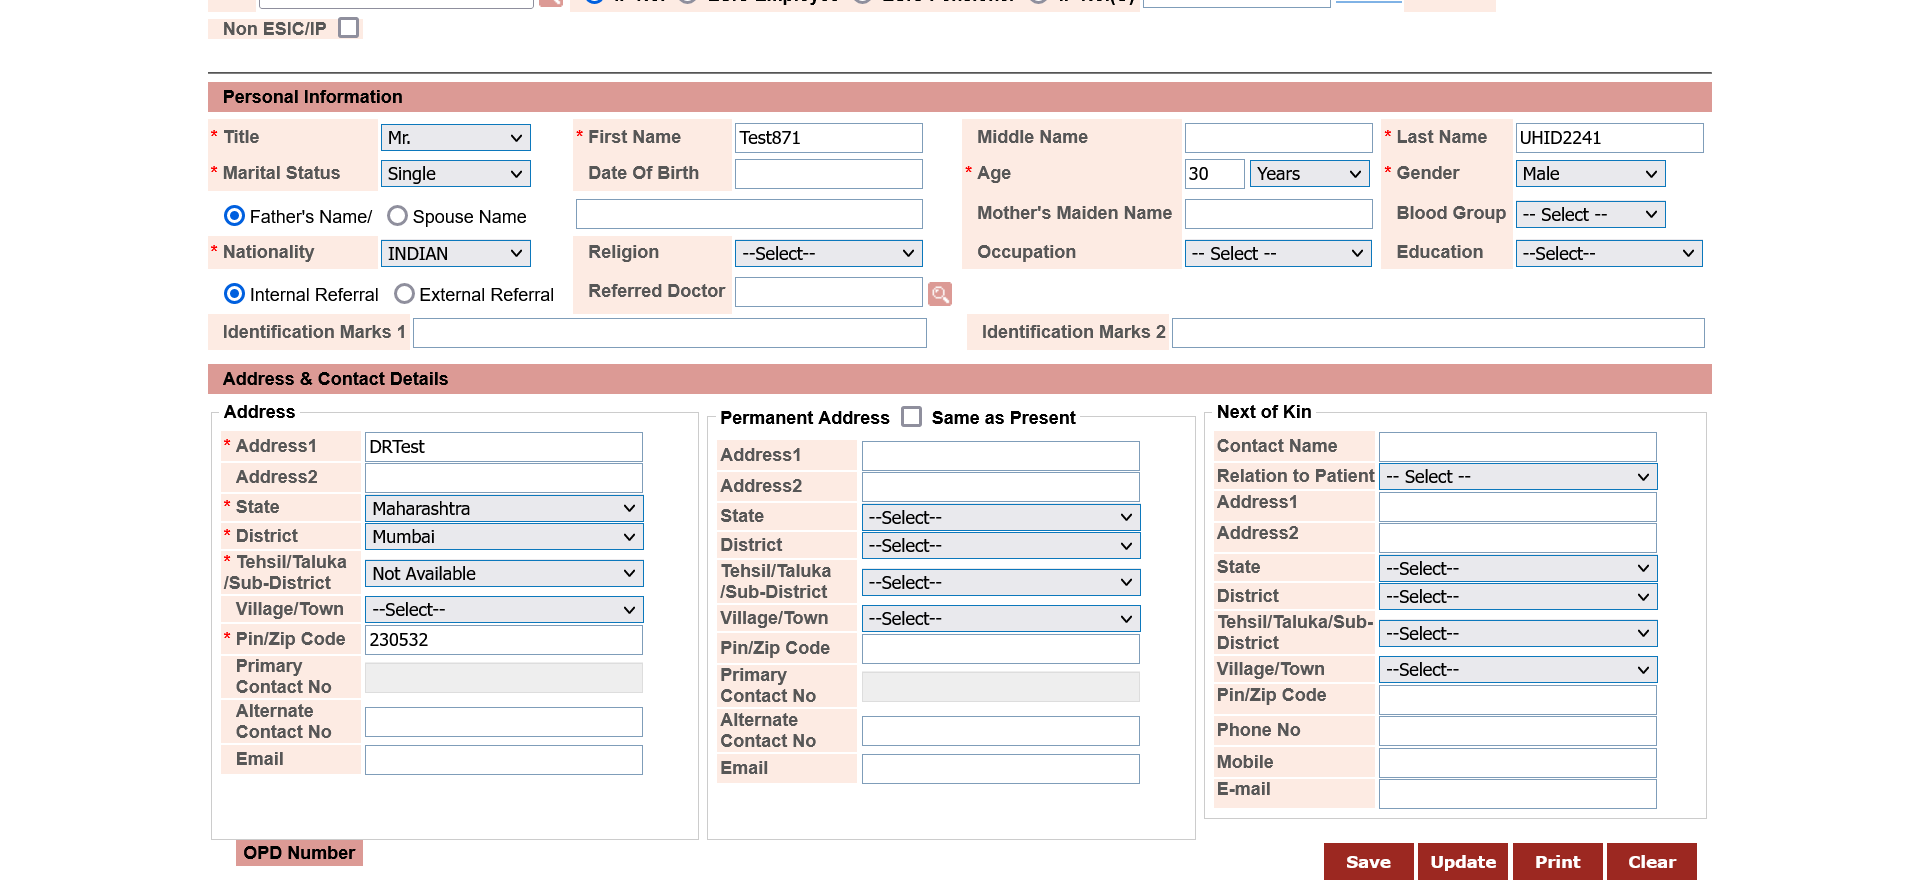 Non ESIC/IP
Personal Information
* Title Mr. * First Name Test871 Middle Name * Last Name UHID2241
* Marital Status Single Date Of Birth * Age 30 Years * Gender Male
Father's Name/ Spouse Name Mother's Maiden Name Blood Group -- Select --
* Nationality INDIAN Religion --Select-- Occupation -- Select -- Education --Select--
Internal Referral External Referral Referred Doctor
Identification Marks 1 Identification Marks 2
Address & Contact Details
Address
* Address1 DRTest
Address2
* State Maharashtra
* District Mumbai
* Tehsil/Taluka
/Sub-District Not Available
Village/Town --Select--
* Pin/Zip Code 230532
Primary
Contact No
Alternate
Contact No
Email
Permanent Address Same as Present
Address1
Address2
State --Select--
District --Select--
Tehsil/Taluka
/Sub-District --Select--
Village/Town --Select--
Pin/Zip Code
Primary
Contact No
Alternate
Contact No
Email
Next of Kin
Contact Name
Relation to Patient -- Select --
Address1
Address2
State --Select--
District --Select--
Tehsil/Taluka/Sub-
District --Select--
Village/Town --Select--
Pin/Zip Code
Phone No
Mobile
E-mail
OPD Number
Save Update Print Clear